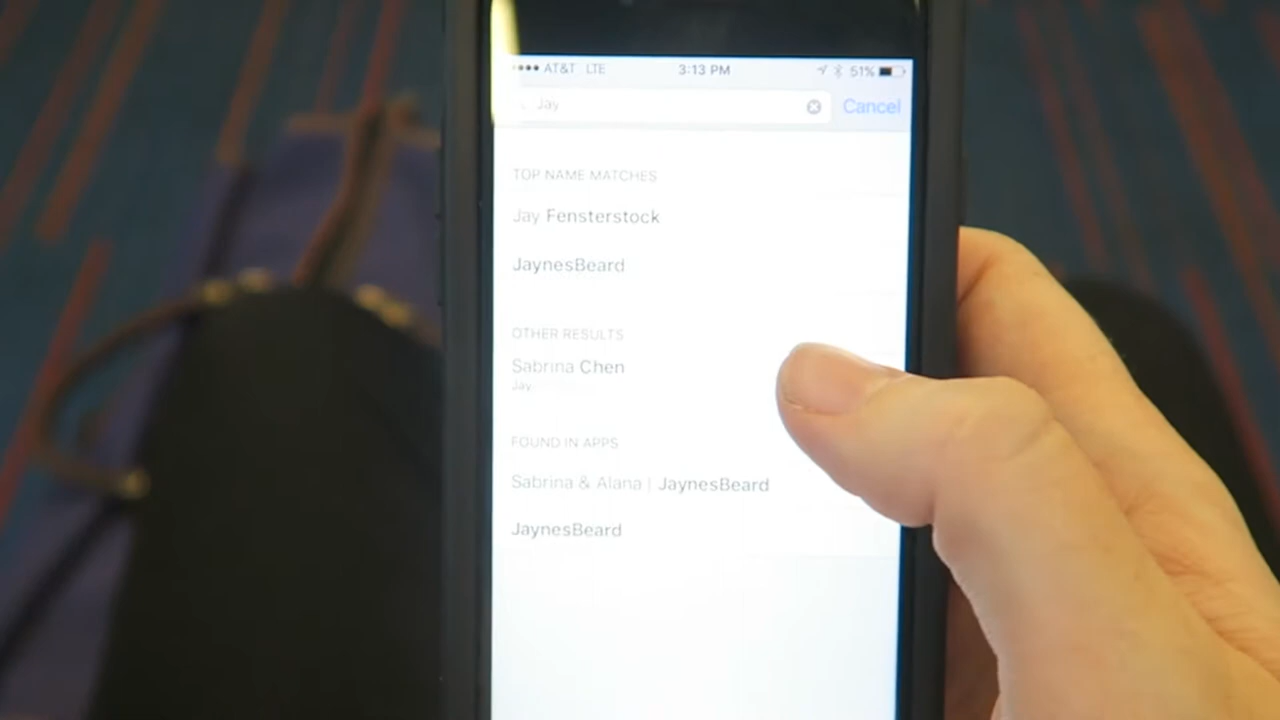 AT&T LTE 3:13 PM 51%
Jay Cancel
TOP NAME MATCHES
Jay Fensterstock
JaynesBeard
OTHER RESULTS
Sabrina Chen
Jay
FOUND IN APPS
Sabrina & Alana | JaynesBeard
JaynesBeard